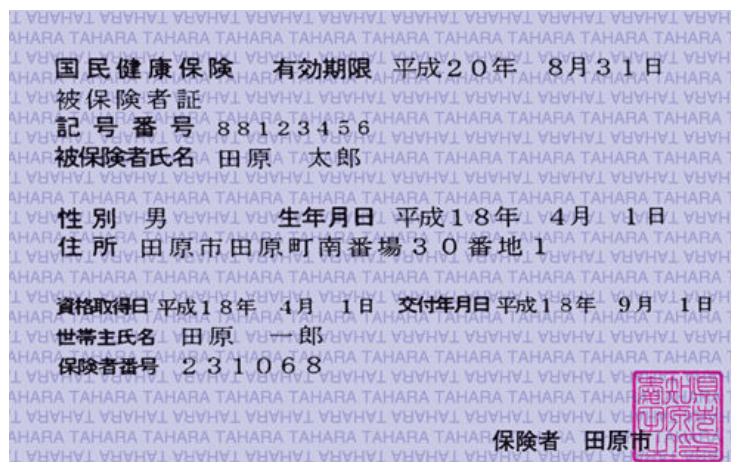 国民健康保険 有効期限 平成20年 8月31日
被保険者証
記号番号 88123456
被保険者氏名 田原 太郎
性別 男 生年月日 平成18年 4月 1日
住所 田原市田原町南番場30番地1
資格取得日 平成18年 4月 1日 交付年月日 平成18年 9月 1日
世帯主氏名 田原 一郎
保険者番号 231068
保険者 田原市